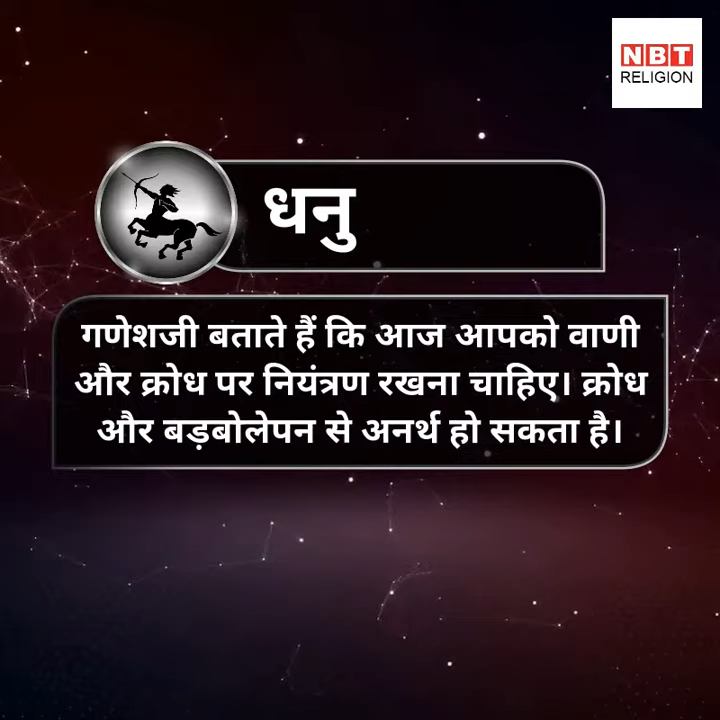 NBT
RELIGION
धनु
गणेशजी बताते हैं कि आज आपको वाणी
और क्रोध पर नियंत्रण रखना चाहिए। क्रोध
और बड़बोलेपन से अनर्थ हो सकता है।